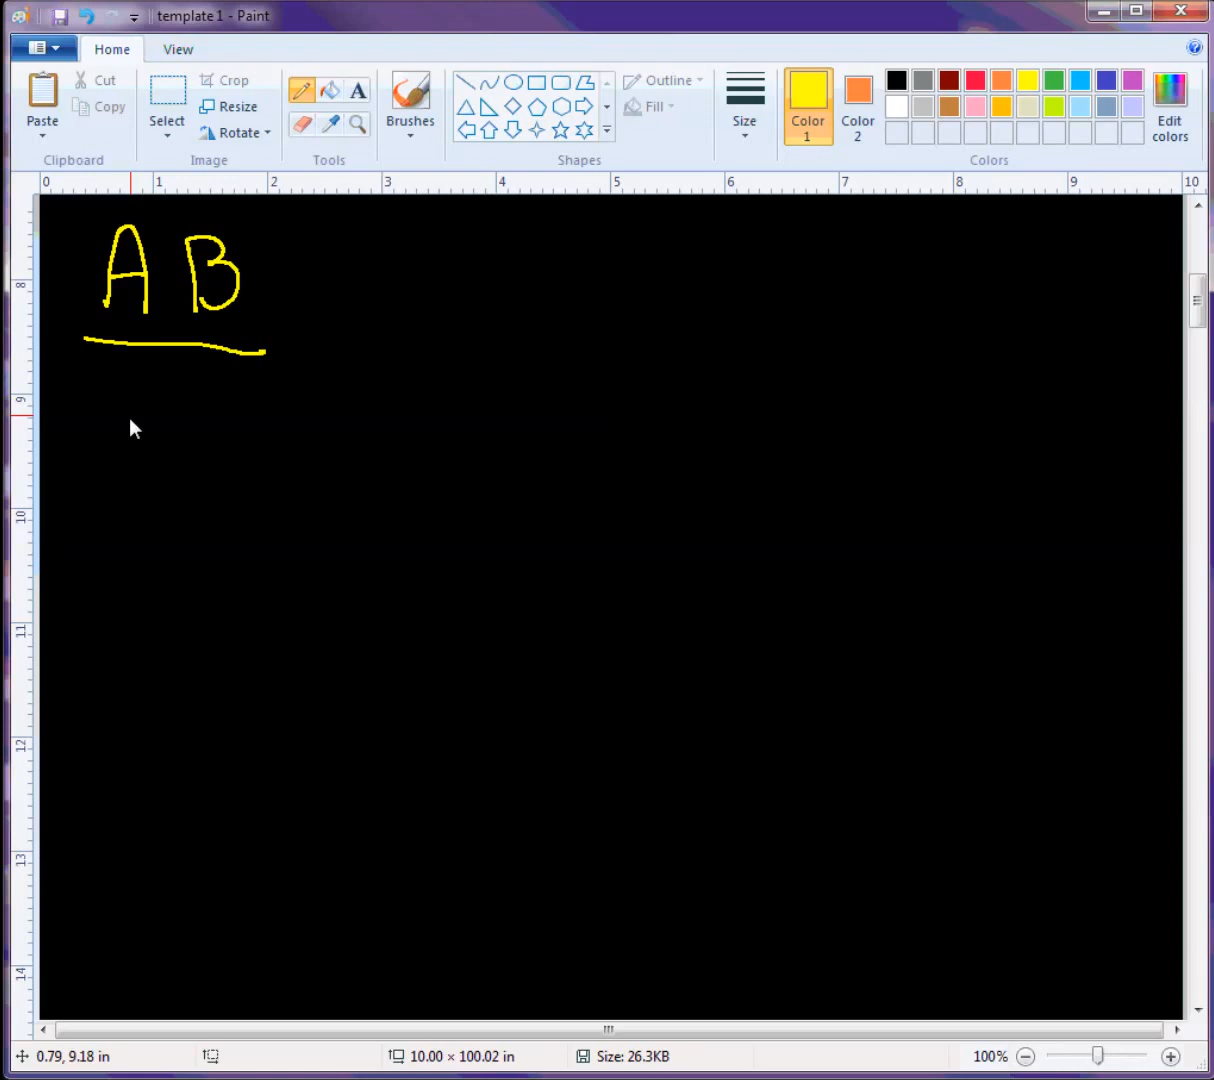 template1 - Paint
Home View
Paste Cut Copy Select Crop Resize Rotate A Brushes Outline Fill Size Color 1 Color 2 Edit colors
Clipboard Image Tools Shapes Colors
0 1 2 3 4 5 6 7 8 9 10
A B
8
9
10
11
12
13
14
0.79, 9.18 in 10.00 × 100.02 in Size: 26.3KB 100%